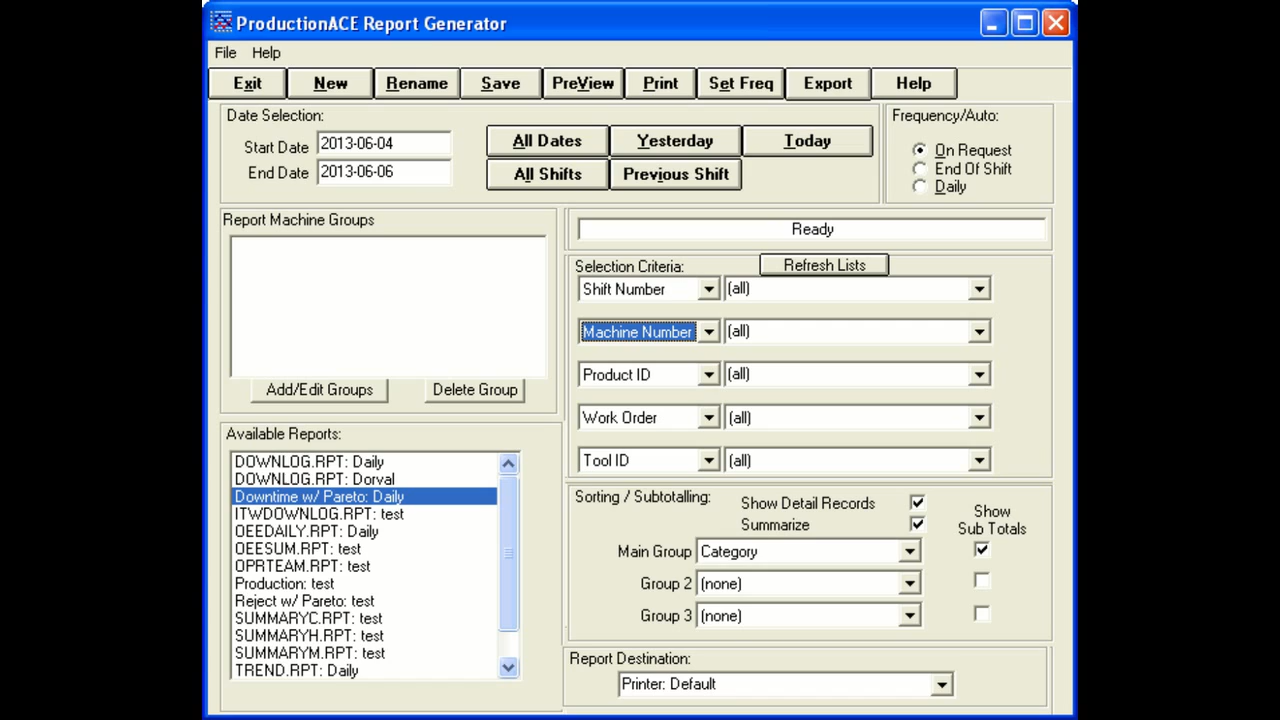 ProductionACE Report Generator
File Help
Exit New Rename Save PreView Print Set Freq Export Help
Date Selection:
Start Date 2013-06-04
End Date 2013-06-06
All Dates Yesterday Today
All Shifts Previous Shift
Frequency/Auto:
On Request
End Of Shift
Daily
Report Machine Groups
Add/Edit Groups Delete Group
Ready
Selection Criteria: Refresh Lists
Shift Number (all)
Machine Number (all)
Product ID (all)
Work Order (all)
Tool ID (all)
Available Reports:
DOWNLOG.RPT: Daily
DOWNLOG.RPT: Dorval
Downtime w/ Pareto: Daily
ITWDOWNLOG.RPT: test
OEEDAILY.RPT: Daily
OEESUM.RPT: test
OPRTEAM.RPT: test
Production: test
Reject w/ Pareto: test
SUMMARYC.RPT: test
SUMMARYH.RPT: test
SUMMARYM.RPT: test
TREND.RPT: Daily
Sorting / Subtotalling:
Show Detail Records
Summarize
Show
Sub Totals
Main Group Category
Group 2 (none)
Group 3 (none)
Report Destination:
Printer: Default